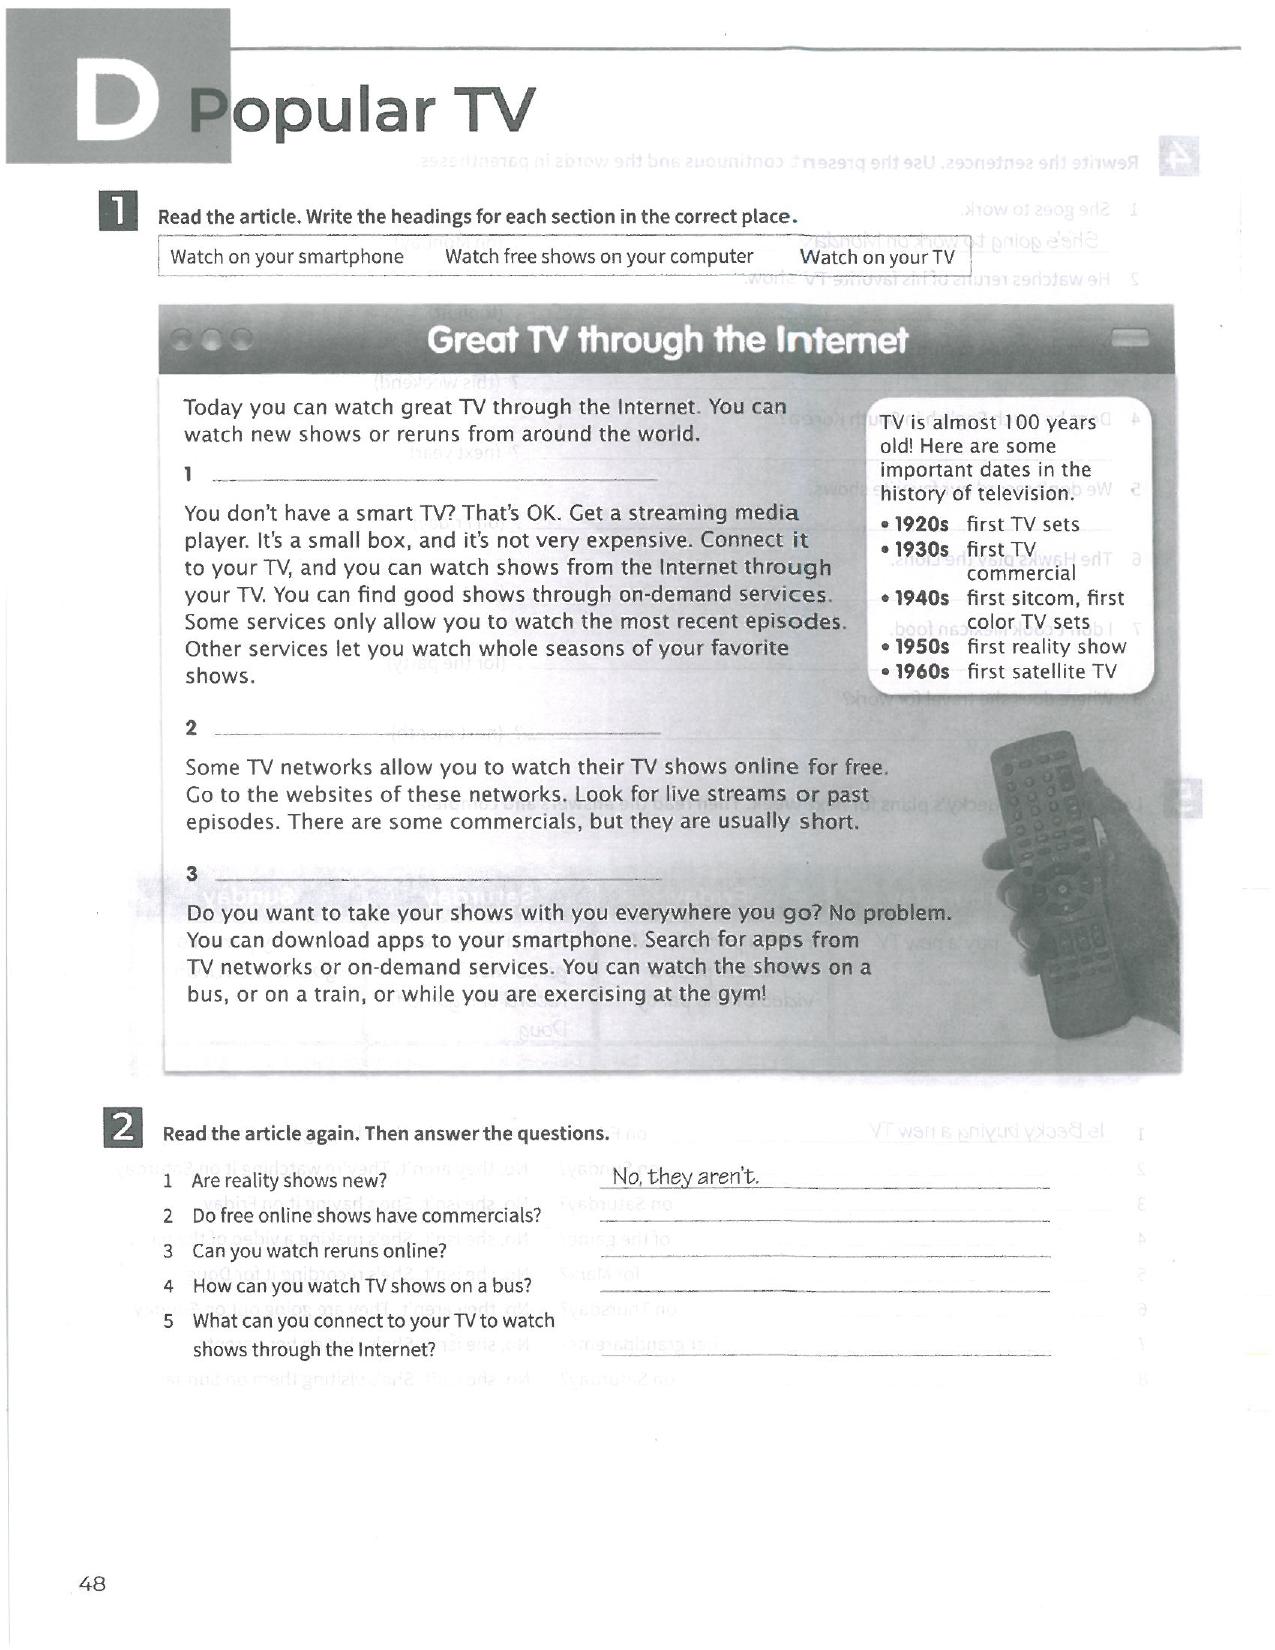 D Popular TV
1 Read the article. Write the headings for each section in the correct place.
Watch on your smartphone Watch free shows on your computer Watch on your TV
Great TV through the Internet
Today you can watch great TV through the Internet. You can
watch new shows or reruns from around the world.
1
You don't have a smart TV? That's OK. Get a streaming media
player. It's a small box, and it's not very expensive. Connect it
to your TV, and you can watch shows from the Internet through
your TV. You can find good shows through on-demand services.
Some services only allow you to watch the most recent episodes.
Other services let you watch whole seasons of your favorite
shows.
TV is almost 100 years
old! Here are some
important dates in the
history of television.
• 1920s first TV sets
• 1930s first TV
commercial
• 1940s first sitcom, first
color TV sets
• 1950s first reality show
• 1960s first satellite TV
2
Some TV networks allow you to watch their TV shows online for free.
Go to the websites of these networks. Look for live streams or past
episodes. There are some commercials, but they are usually short.
3
Do you want to take your shows with you everywhere you go? No problem.
You can download apps to your smartphone. Search for apps from
TV networks or on-demand services. You can watch the shows on a
bus, or on a train, or while you are exercising at the gym!
2 Read the article again. Then answer the questions.
1 Are reality shows new? No, they aren't.
2 Do free online shows have commercials?
3 Can you watch reruns online?
4 How can you watch TV shows on a bus?
5 What can you connect to your TV to watch
shows through the Internet?
48